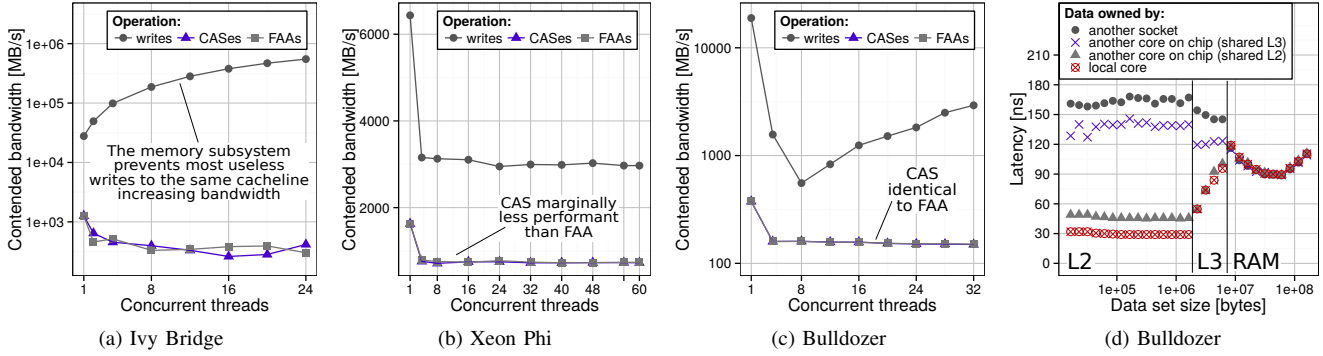 Contended bandwidth [MB/s]
1e+06
1e+05
1e+04
1e+03
Operation:
writes CASes FAAs
The memory subsystem
prevents most useless
writes to the same cacheline
increasing bandwidth
1 4 8 16 24
Concurrent threads
(a) Ivy Bridge
Contended bandwidth [MB/s]
6000
4000
2000
Operation:
writes CASes FAAs
CAS marginally
less performant
than FAA
1 8 16 24 32 40 48 60
Concurrent threads
(b) Xeon Phi
Contended bandwidth [MB/s]
10000
1000
100
Operation:
writes CASes FAAs
CAS
identical
to FAA
1 8 16 24 32
Concurrent threads
(c) Bulldozer
Latency [ns]
210
180
150
120
90
60
30
0
Data owned by:
another socket
another core on chip (shared L3)
another core on chip (shared L2)
local core
L2 L3 RAM
1e+05 1e+06 1e+07 1e+08
Data set size [bytes]
(d) Bulldozer